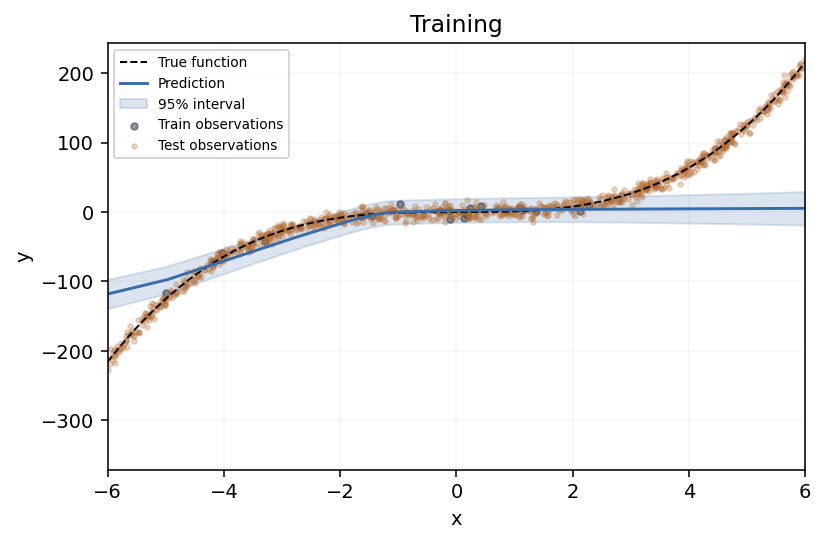 Training
True function
Prediction
95% interval
Train observations
Test observations
y
200
100
0
−100
−200
−300
−6
−4
−2
0
2
4
6
x